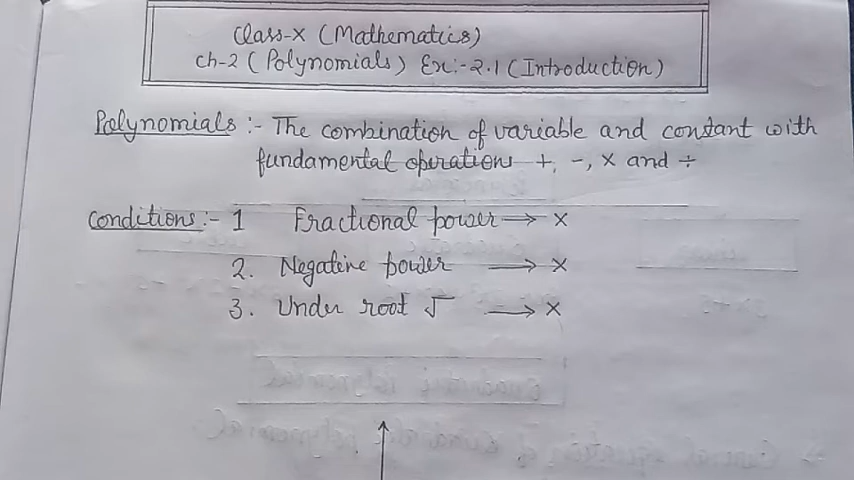 Class-X (Mathematics)
Ch-2 (Polynomials) Ex:-2.1 (Introduction)
Polynomials :- The combination of variable and constant with
fundamental operations +, -, × and ÷
Conditions:- 1 Fractional power → ×
2. Negative power → ×
3. Under root √ → ×